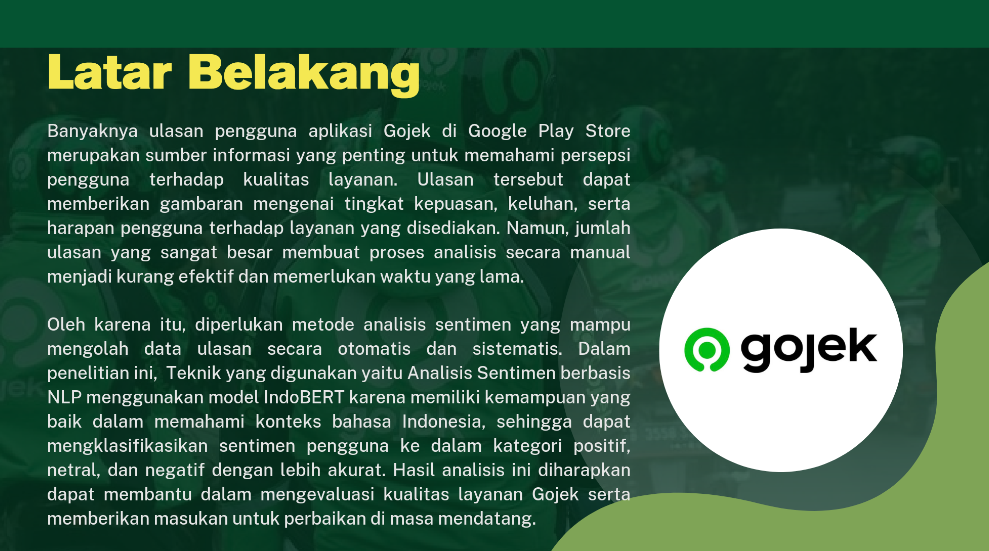 Latar Belakang
Banyaknya ulasan pengguna aplikasi Gojek di Google Play Store
merupakan sumber informasi yang penting untuk memahami persepsi
pengguna terhadap kualitas layanan. Ulasan tersebut dapat
memberikan gambaran mengenai tingkat kepuasan, keluhan, serta
harapan pengguna terhadap layanan yang disediakan. Namun, jumlah
ulasan yang sangat besar membuat proses analisis secara manual
menjadi kurang efektif dan memerlukan waktu yang lama.
Oleh karena itu, diperlukan metode analisis sentimen yang mampu
mengolah data ulasan secara otomatis dan sistematis. Dalam
penelitian ini, Teknik yang digunakan yaitu Analisis Sentimen berbasis
NLP menggunakan model IndoBERT karena memiliki kemampuan yang
baik dalam memahami konteks bahasa Indonesia, sehingga dapat
mengklasifikasikan sentimen pengguna ke dalam kategori positif,
netral, dan negatif dengan lebih akurat. Hasil analisis ini diharapkan
dapat membantu dalam mengevaluasi kualitas layanan Gojek serta
memberikan masukan untuk perbaikan di masa mendatang.
gojek